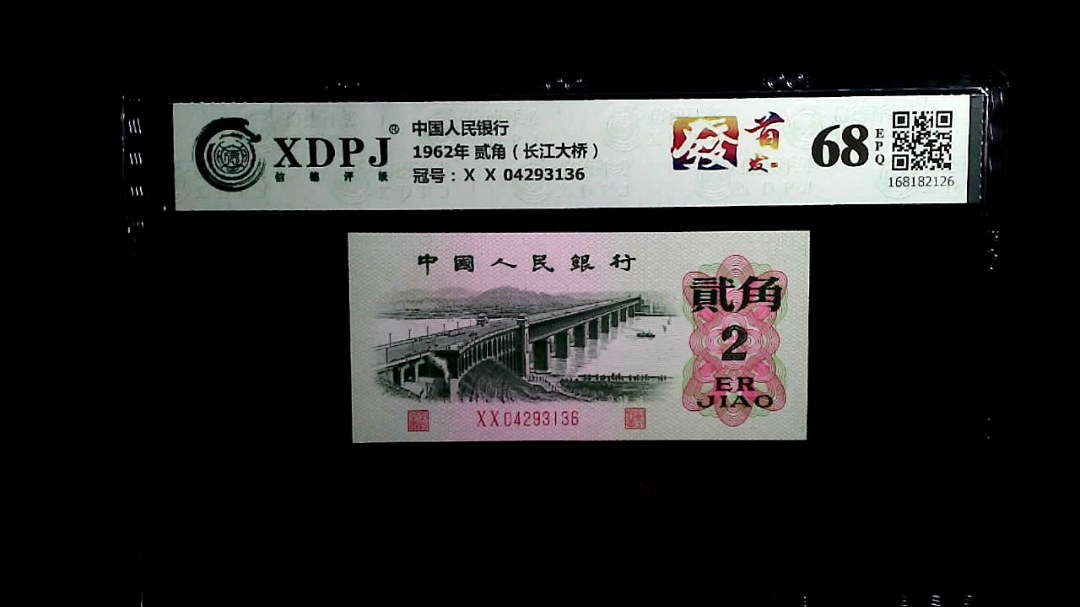 XDPJ®
信德评级
中国人民银行
1962年 贰角（长江大桥）
冠号：X X 04293136
發
首发
68
EPQ
168182126
中國人民銀行
貳角
2
ER
JIAO
XX04293136